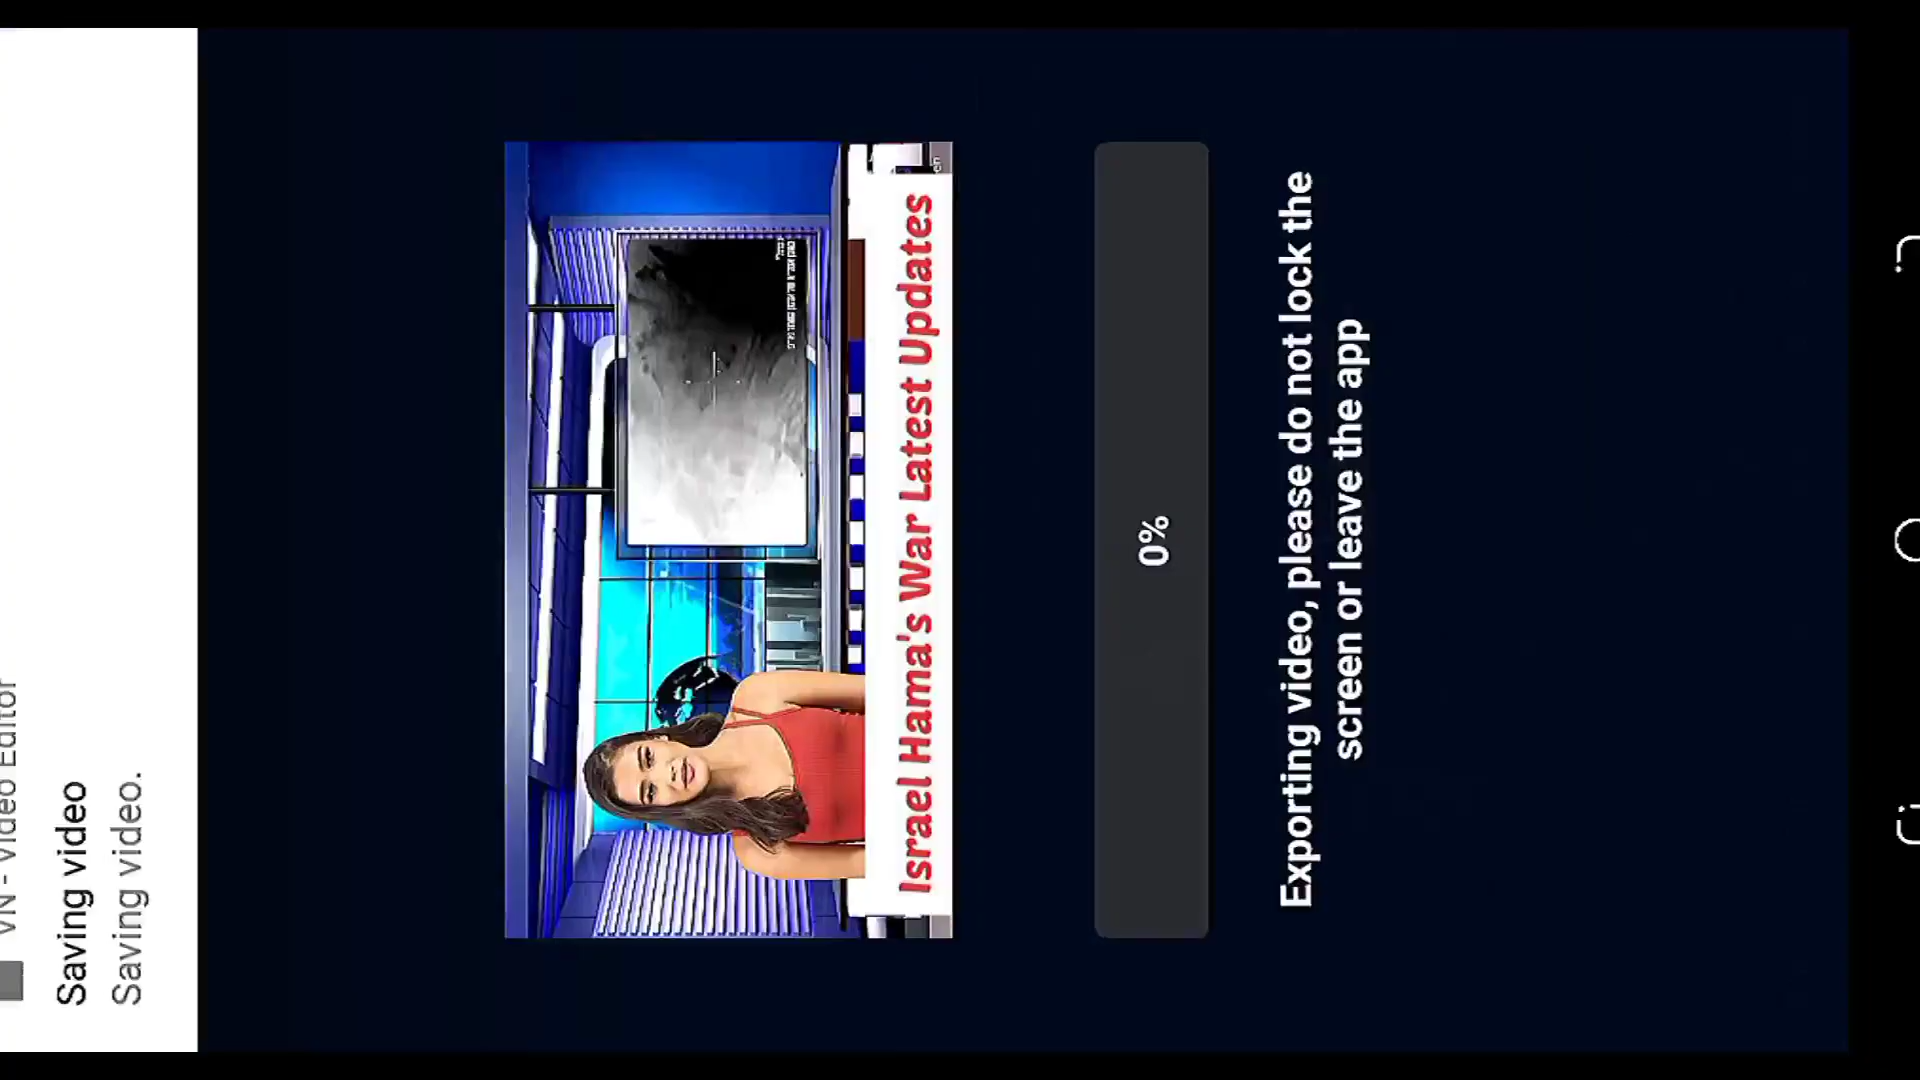 VN - Video Editor
Saving video
Saving video.
Israel Hama's War Latest Updates
0%
Exporting video, please do not lock the
screen or leave the app